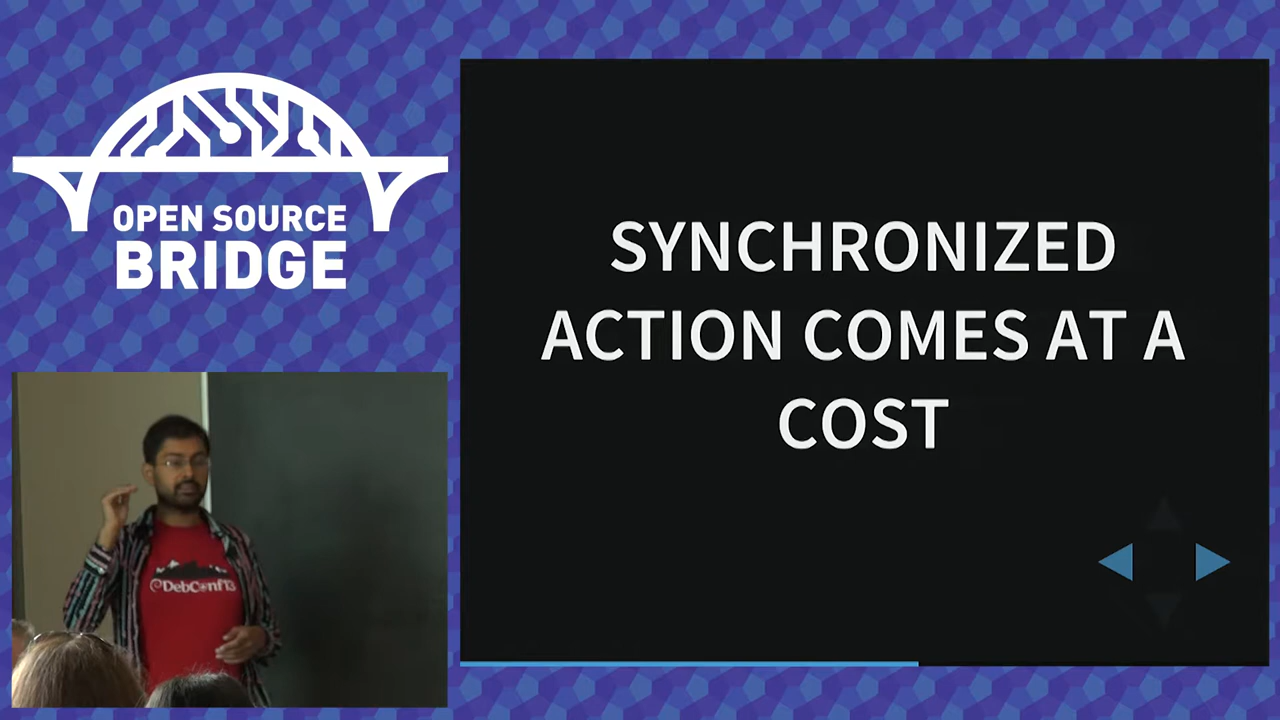 OPEN SOURCE
BRIDGE
SYNCHRONIZED
ACTION COMES AT A
COST
DebConf13